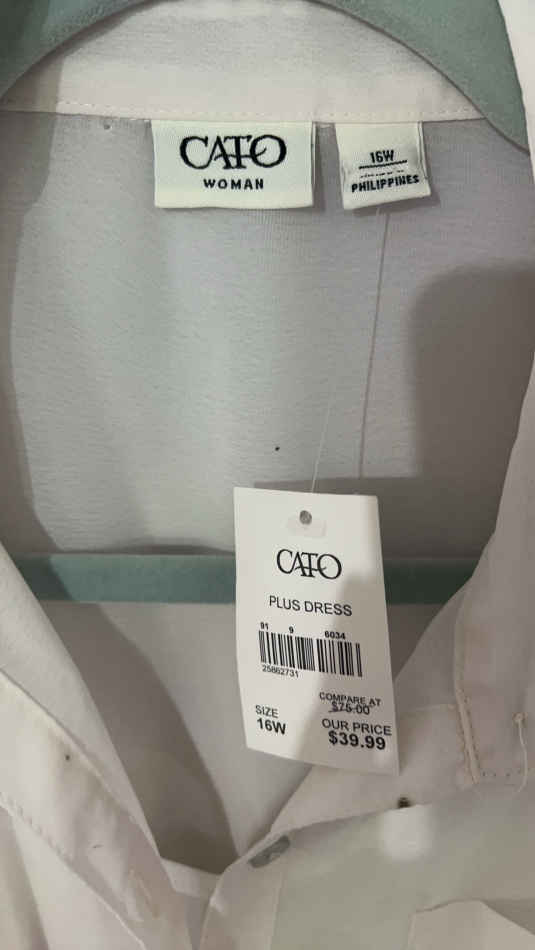 CATO
WOMAN
16W
PHILIPPINES
CATO
PLUS DRESS
91 9 6034
25862731
COMPARE AT
$75.00
SIZE
16W
OUR PRICE
$39.99